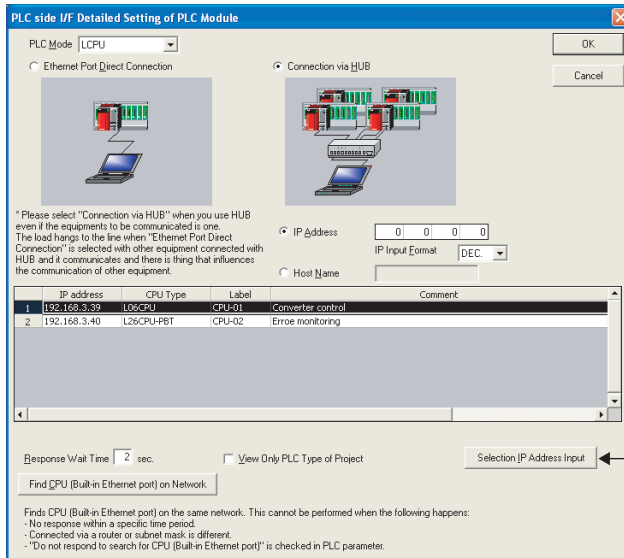 PLC side I/F Detailed Setting of PLC Module
PLC Mode LCPU
OK
Ethernet Port Direct Connection
Connection via HUB
Cancel
* Please select "Connection via HUB" when you use HUB
even if the equipments to be communicated is one.
The load hangs to the line when "Ethernet Port Direct
Connection" is selected with other equipment connected with
HUB and it communicates and there is thing that influences
the communication of other equipment.
IP Address 0 0 0 0
IP Input Format DEC.
Host Name
IP address CPU Type Label Comment
1 192.168.3.39 L06CPU CPU-01 Converter control
2 192.168.3.40 L26CPU-PBT CPU-02 Erroe monitoring
Response Wait Time 2 sec.
View Only PLC Type of Project
Selection IP Address Input
Find CPU (Built-in Ethernet port) on Network
Finds CPU (Built-in Ethernet port) on the same network. This cannot be performed when the following happens:
- No response within a specific time period.
- Connected via a router or subnet mask is different.
- "Do not respond to search for CPU (Built-in Ethernet port)" is checked in PLC parameter.